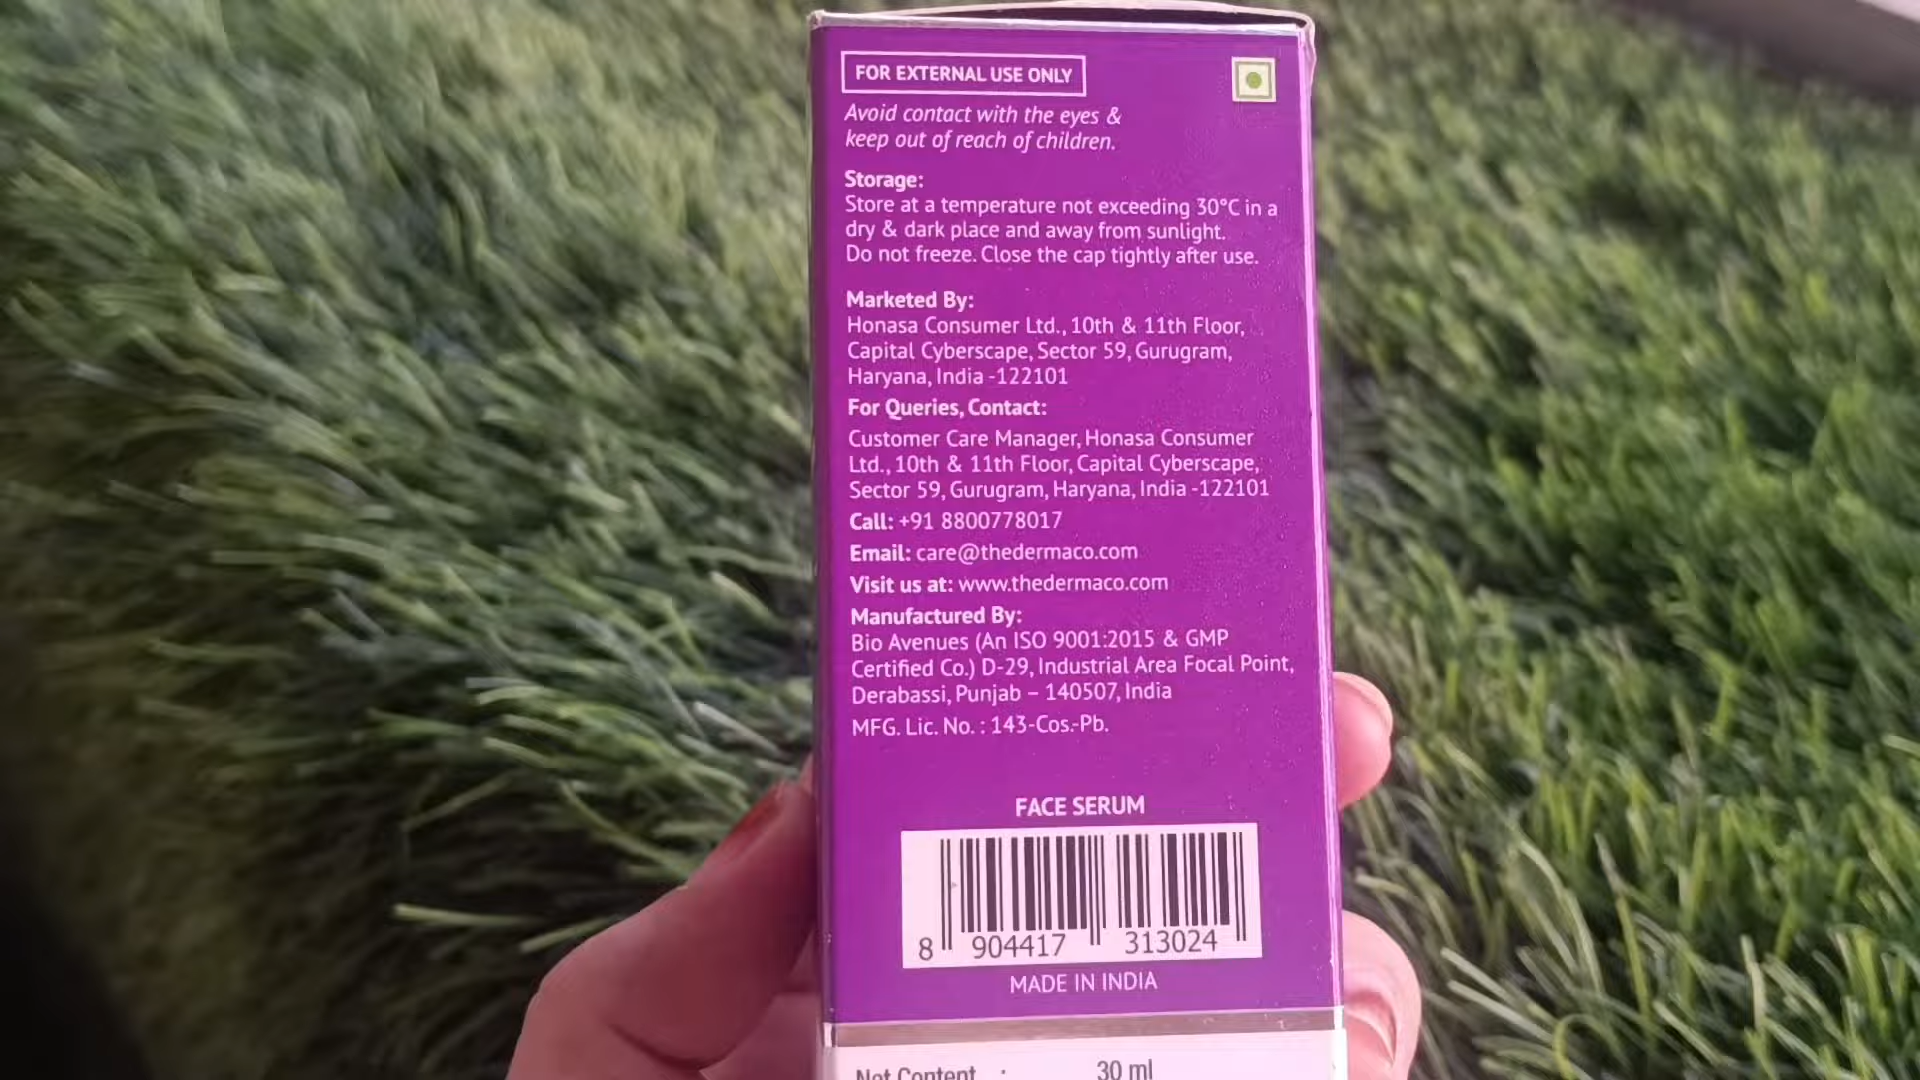 FOR EXTERNAL USE ONLY
Avoid contact with the eyes &
keep out of reach of children.
Storage:
Store at a temperature not exceeding 30°C in a
dry & dark place and away from sunlight.
Do not freeze. Close the cap tightly after use.
Marketed By:
Honasa Consumer Ltd., 10th & 11th Floor,
Capital Cyberscape, Sector 59, Gurugram,
Haryana, India -122101
For Queries, Contact:
Customer Care Manager, Honasa Consumer
Ltd., 10th & 11th Floor, Capital Cyberscape,
Sector 59, Gurugram, Haryana, India -122101
Call: +91 8800778017
Email: care@thedermaco.com
Visit us at: www.thedermaco.com
Manufactured By:
Bio Avenues (An ISO 9001:2015 & GMP
Certified Co.) D-29, Industrial Area Focal Point,
Derabassi, Punjab – 140507, India
MFG. Lic. No. : 143-Cos.-Pb.
FACE SERUM
8 904417 313024
MADE IN INDIA
Net Content : 30 ml